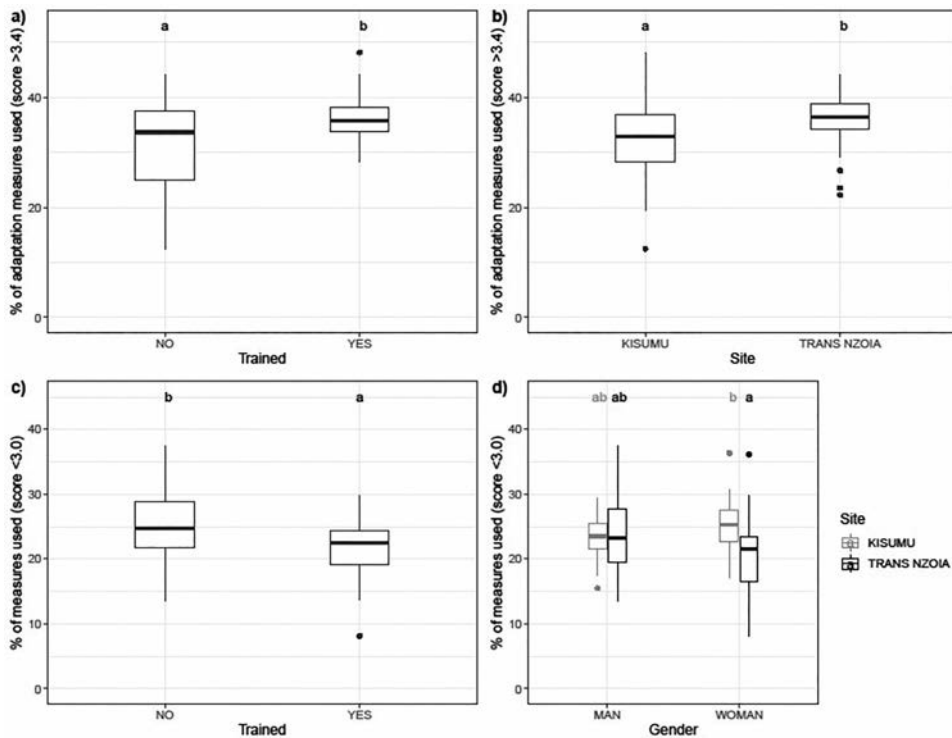 a)
a
b
% of adaptation measures used (score >3.4)
40
20
0
NO
YES
Trained
b)
a
b
% of adaptation measures used (score >3.4)
40
20
0
KISUMU
TRANS NZOIA
Site
c)
b
a
% of measures used (score <3.0)
40
30
20
10
0
NO
YES
Trained
d)
ab ab
b a
% of measures used (score <3.0)
40
30
20
10
0
MAN
WOMAN
Gender
Site
a KISUMU
a TRANS NZOIA